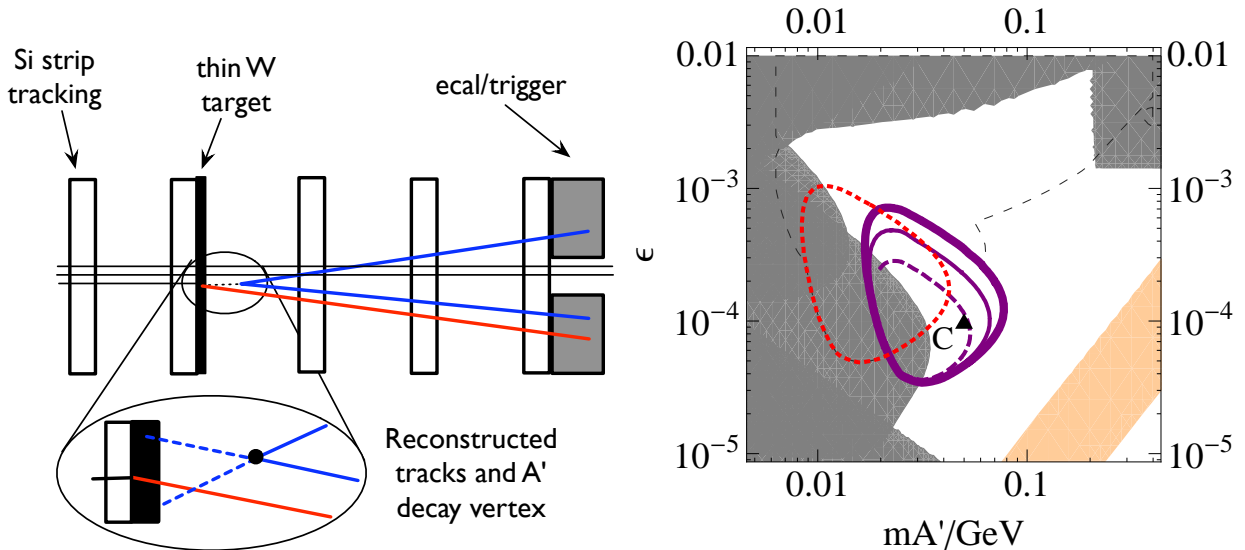 Si strip
tracking
thin W
target
ecal/trigger
Reconstructed
tracks and A'
decay vertex
0.01 0.1
0.01 0.01
10⁻³ 10⁻³
ϵ
10⁻⁴ 10⁻⁴
C
10⁻⁵ 10⁻⁵
0.01 0.1
mA'/GeV